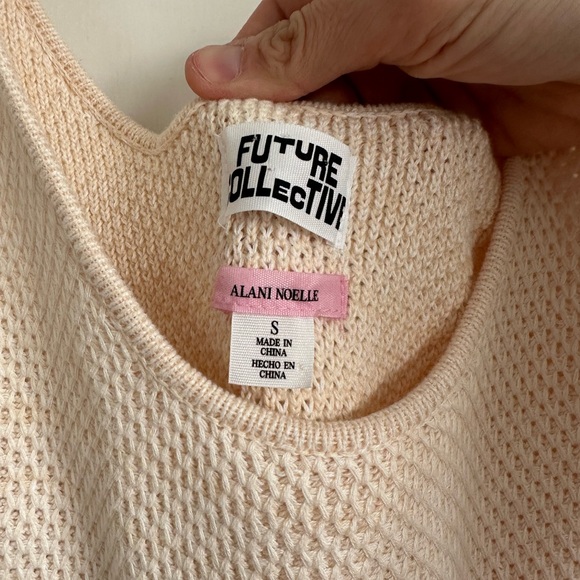 FUTURE
COLLECTIVE
ALANI NOELLE
S
MADE IN
CHINA
HECHO EN
CHINA